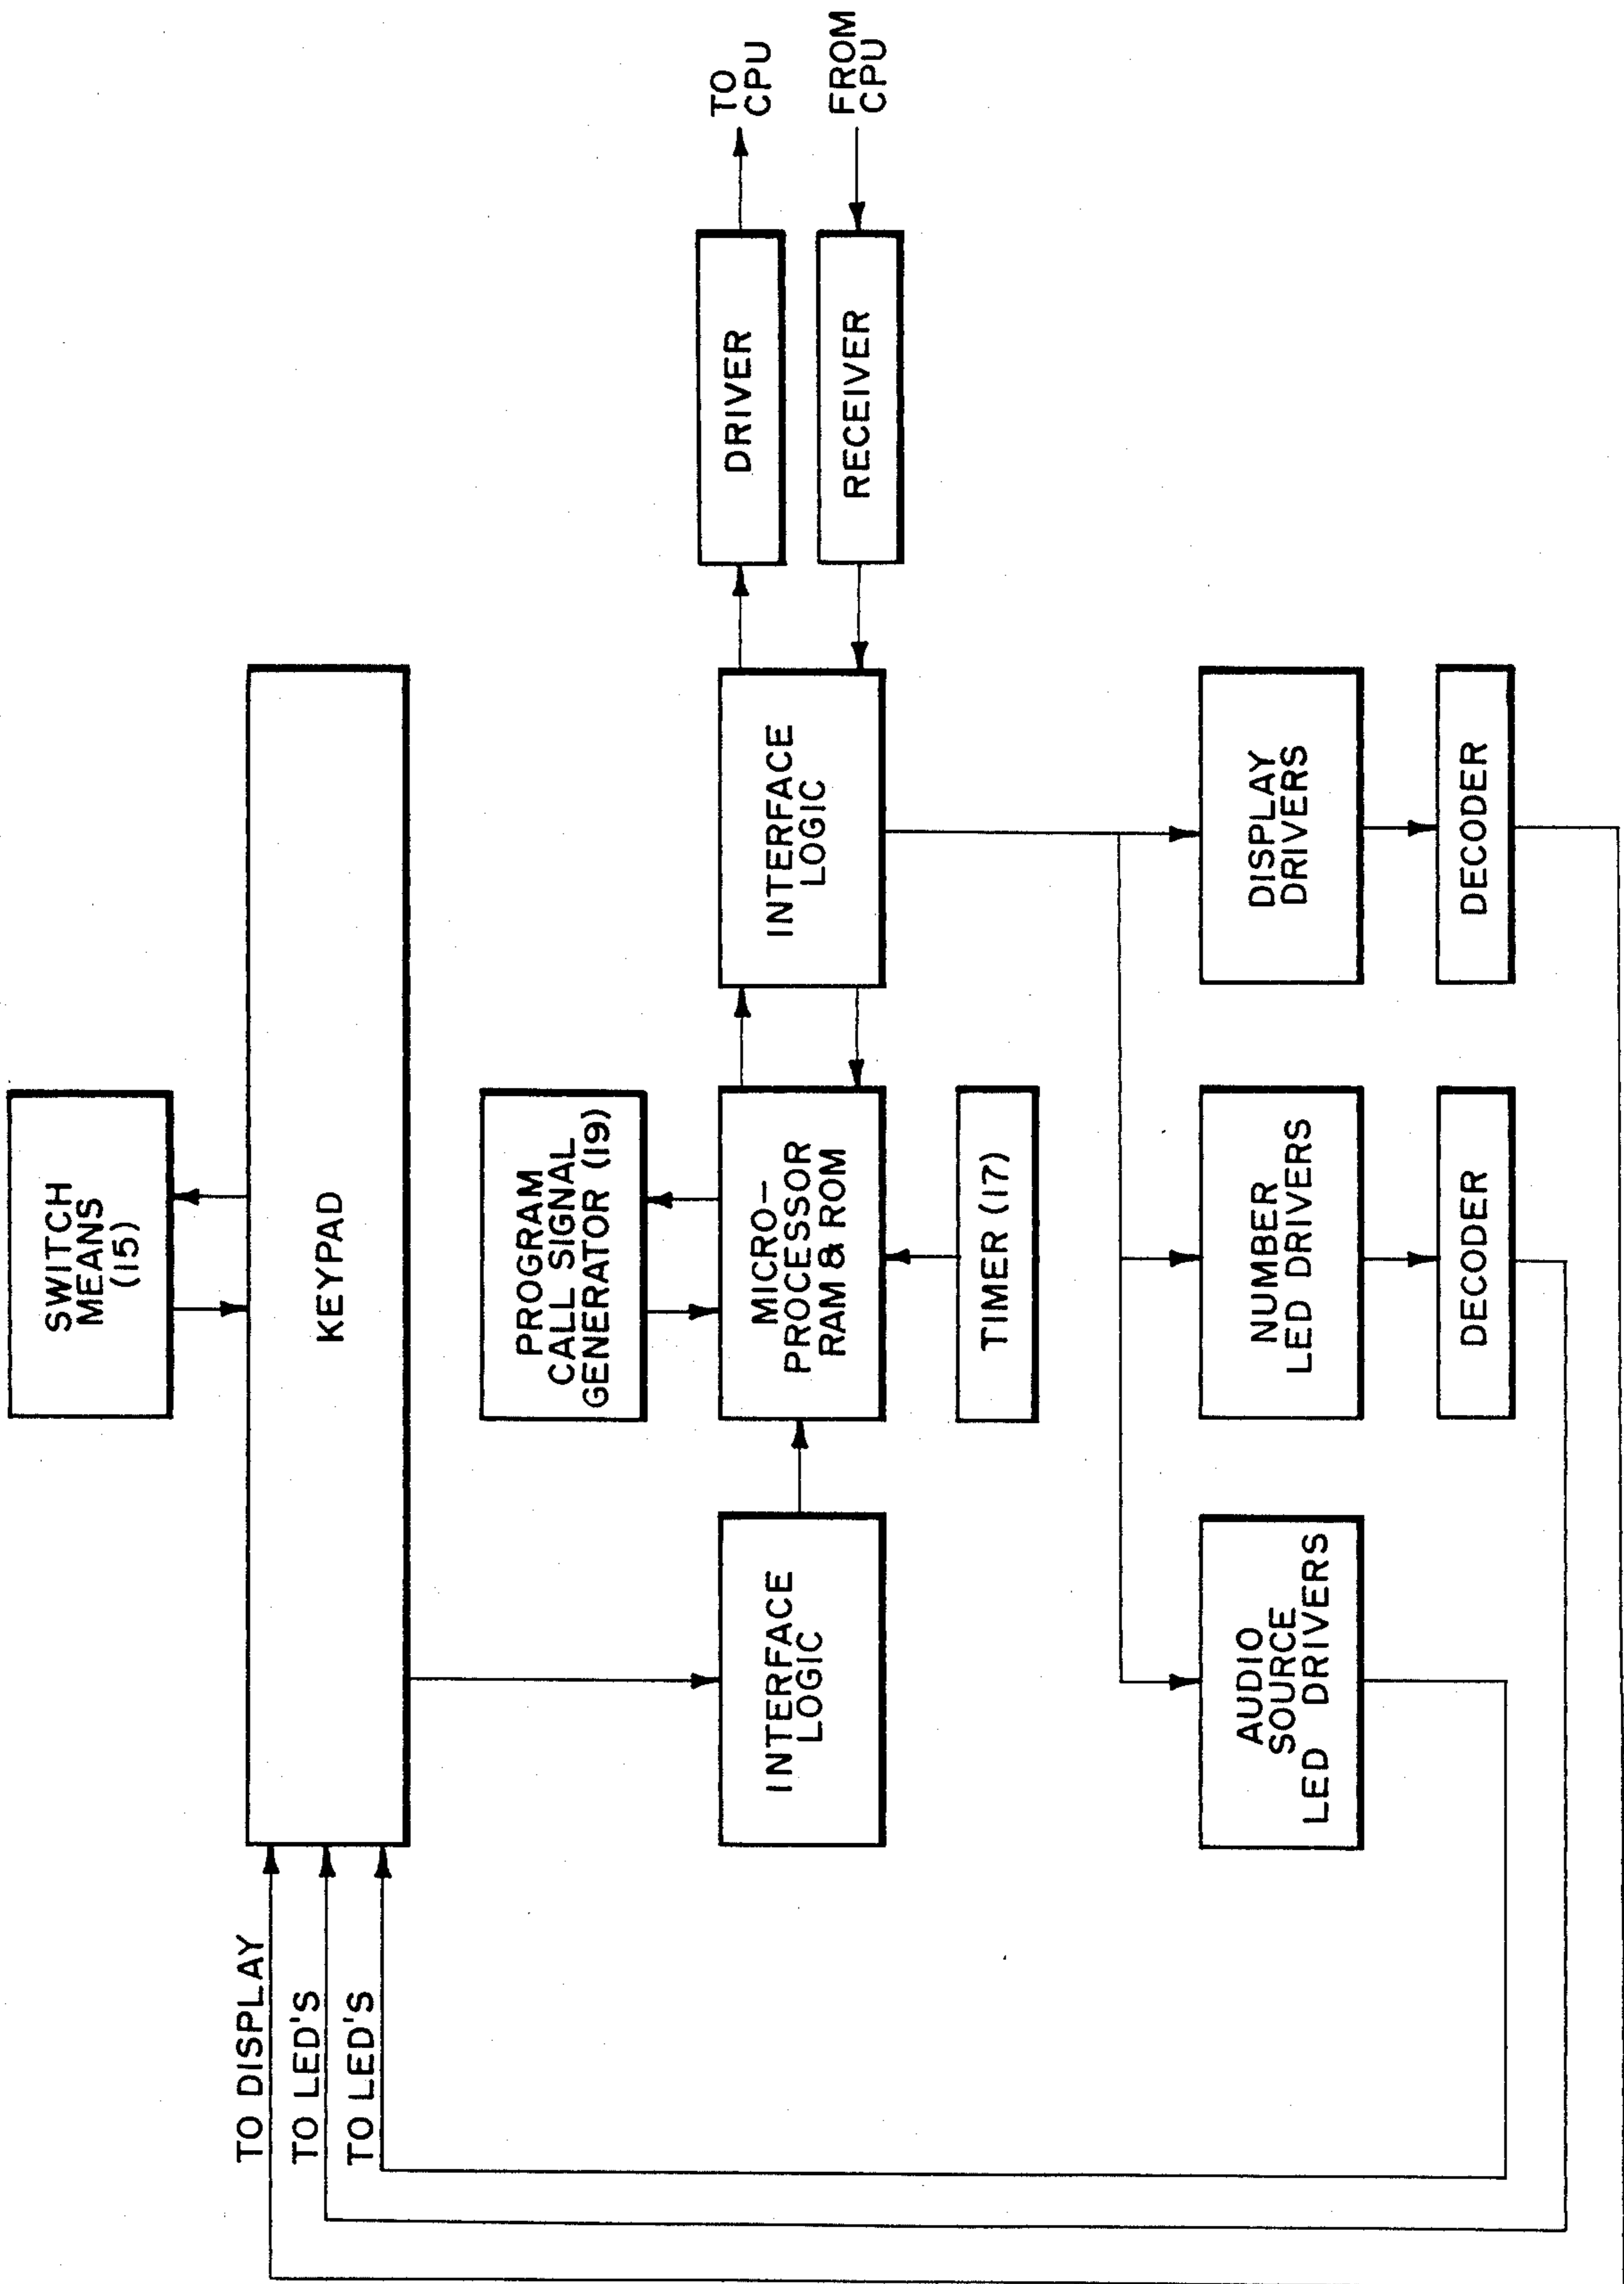 SWITCH
MEANS
(15)
KEYPAD
TO DISPLAY
TO LED'S
TO LED'S
PROGRAM
CALL SIGNAL
GENERATOR (19)
INTERFACE
LOGIC
MICRO-
PROCESSOR
RAM & ROM
INTERFACE
LOGIC
DRIVER
TO
CPU
RECEIVER
FROM
CPU
TIMER (17)
AUDIO
SOURCE
LED DRIVERS
NUMBER
LED DRIVERS
DISPLAY
DRIVERS
DECODER
DECODER